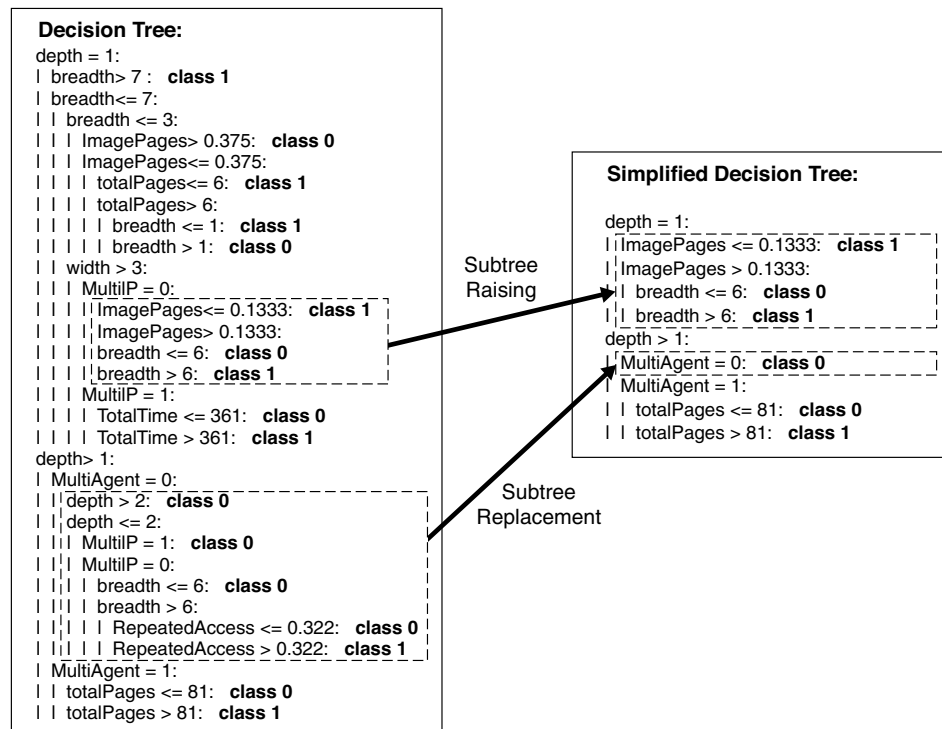 Decision Tree:
depth = 1:
| breadth> 7 : class 1
| breadth<= 7:
| | breadth <= 3:
| | | ImagePages> 0.375: class 0
| | | ImagePages<= 0.375:
| | | | totalPages<= 6: class 1
| | | | totalPages> 6:
| | | | | breadth <= 1: class 1
| | | | | breadth > 1: class 0
| | width > 3:
| | | MultiIP = 0:
| | | | ImagePages<= 0.1333: class 1
| | | | ImagePages> 0.1333:
| | | | breadth <= 6: class 0
| | | | breadth > 6: class 1
| | | MultiIP = 1:
| | | | TotalTime <= 361: class 0
| | | | TotalTime > 361: class 1
depth> 1:
| MultiAgent = 0:
| | depth > 2: class 0
| | depth <= 2:
| | | MultiIP = 1: class 0
| | | MultiIP = 0:
| | | | breadth <= 6: class 0
| | | | breadth > 6:
| | | | | RepeatedAccess <= 0.322: class 0
| | | | | RepeatedAccess > 0.322: class 1
| MultiAgent = 1:
| | totalPages <= 81: class 0
| | totalPages > 81: class 1
Subtree
Raising
Subtree
Replacement
Simplified Decision Tree:
depth = 1:
| ImagePages <= 0.1333: class 1
| ImagePages > 0.1333:
| | breadth <= 6: class 0
| | breadth > 6: class 1
depth > 1:
| MultiAgent = 0: class 0
| MultiAgent = 1:
| | totalPages <= 81: class 0
| | totalPages > 81: class 1